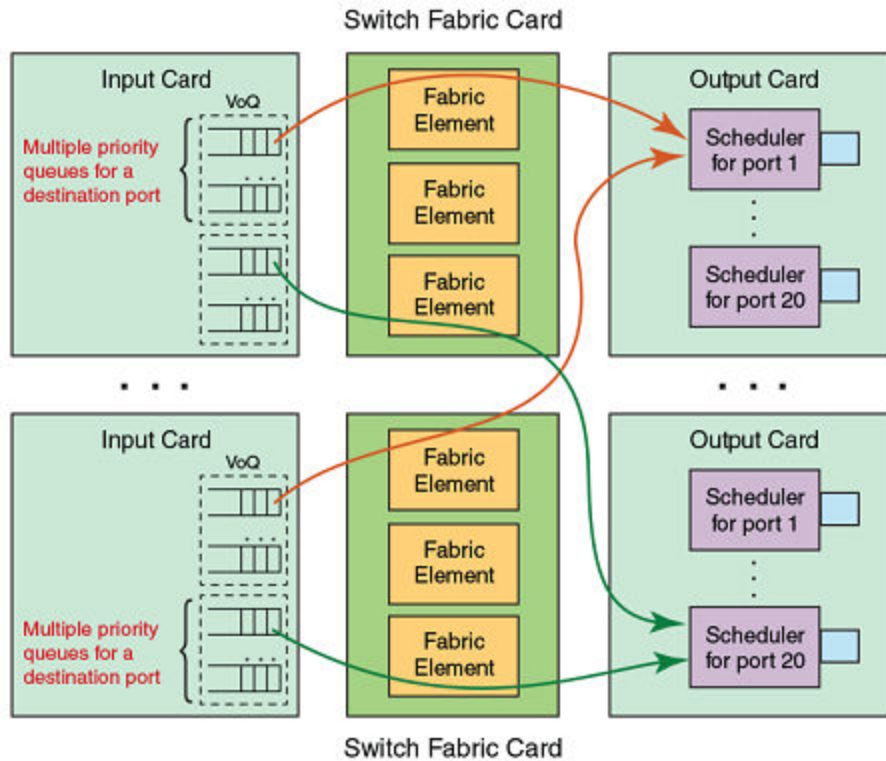 Switch Fabric Card
Input Card
VoQ
Multiple priority
queues for a
destination port
Fabric
Element
Fabric
Element
Fabric
Element
Output Card
Scheduler
for port 1
Scheduler
for port 20
Input Card
VoQ
Multiple priority
queues for a
destination port
Fabric
Element
Fabric
Element
Fabric
Element
Output Card
Scheduler
for port 1
Scheduler
for port 20
Switch Fabric Card